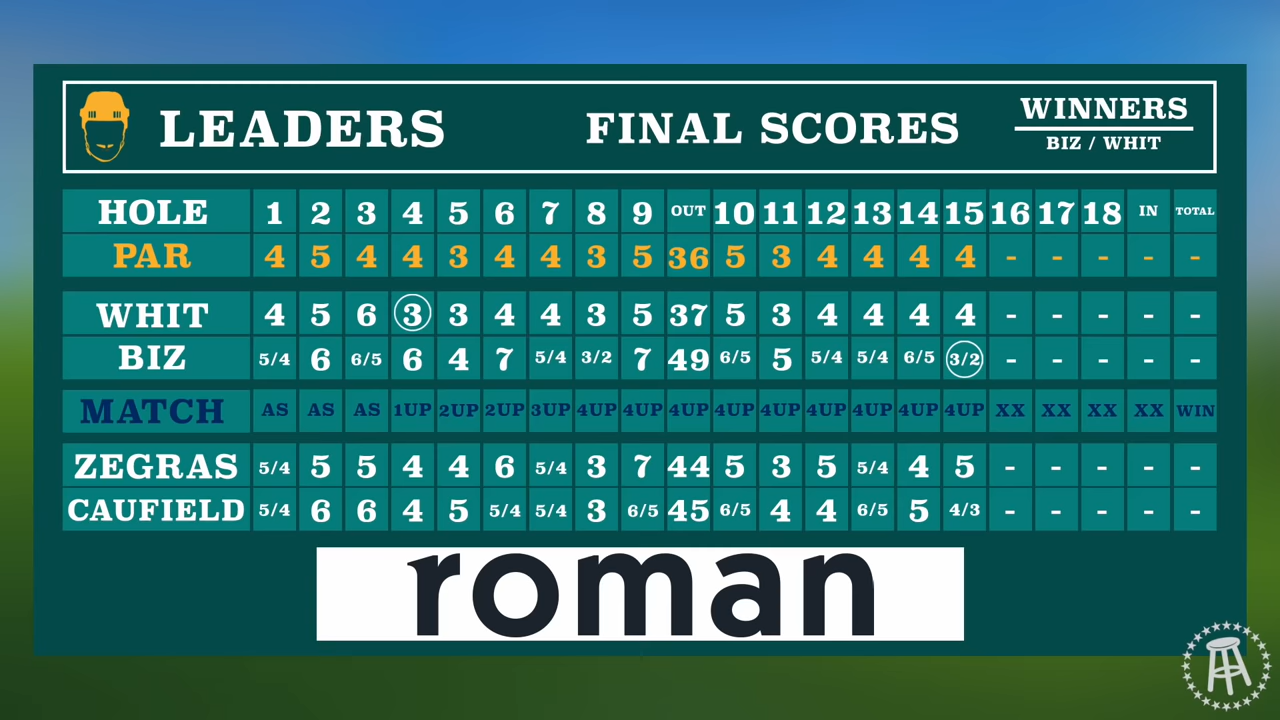 LEADERS FINAL SCORES WINNERS
BIZ / WHIT
HOLE 1 2 3 4 5 6 7 8 9 OUT 10 11 12 13 14 15 16 17 18 IN TOTAL
PAR 4 5 4 4 3 4 4 3 5 36 5 3 4 4 4 4 - - - - -
WHIT 4 5 6 3 3 4 4 3 5 37 5 3 4 4 4 4 - - - - -
BIZ 5/4 6 6/5 6 4 7 5/4 3/2 7 49 6/5 5 5/4 5/4 6/5 3/2 - - - - -
MATCH AS AS AS 1UP 2UP 2UP 3UP 4UP 4UP 4UP 4UP 4UP 4UP 4UP 4UP 4UP XX XX XX XX WIN
ZEGRAS 5/4 5 5 4 4 6 5/4 3 7 44 5 3 5 5/4 4 5 - - - - -
CAUFIELD 5/4 6 6 4 5 5/4 5/4 3 6/5 45 6/5 4 4 6/5 5 4/3 - - - - -
roman